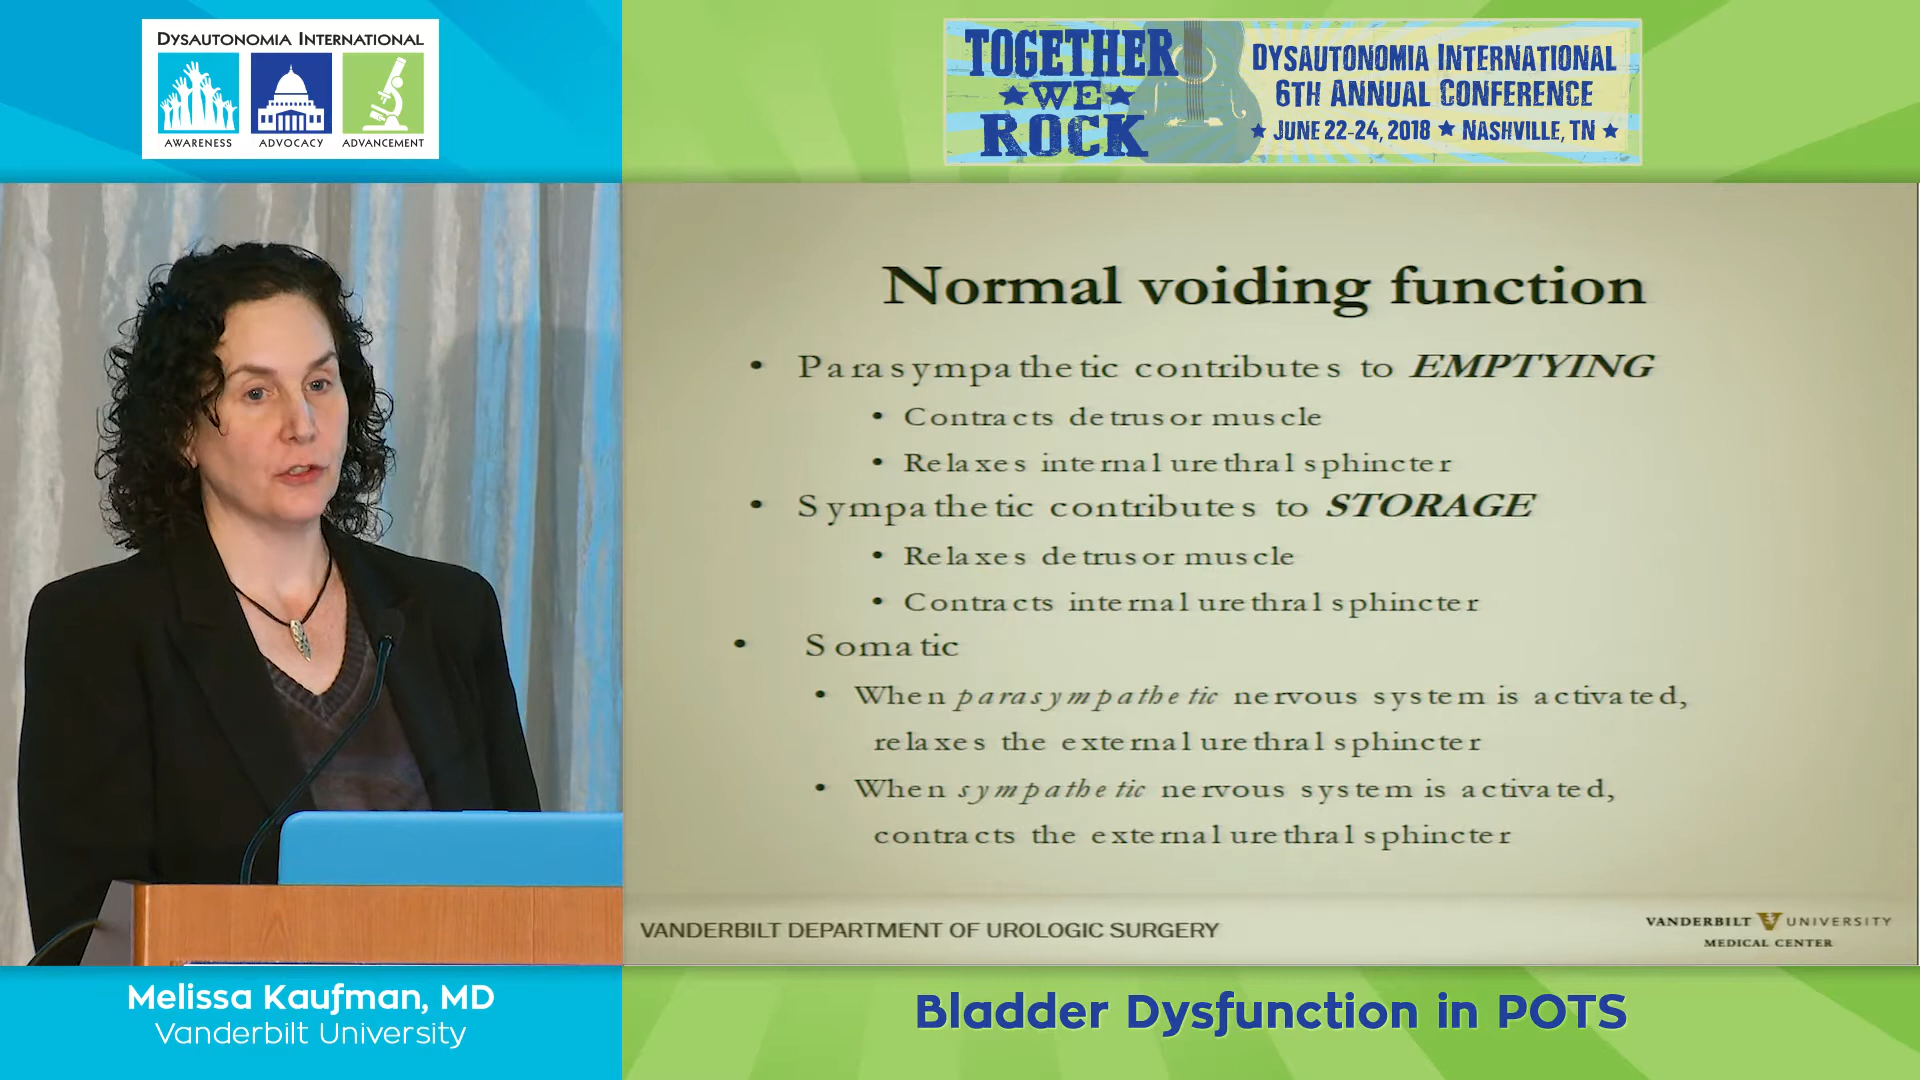 DYSAUTONOMIA INTERNATIONAL
AWARENESS ADVOCACY ADVANCEMENT
TOGETHER
WE
ROCK
DYSAUTONOMIA INTERNATIONAL
6TH ANNUAL CONFERENCE
JUNE 22-24, 2018 NASHVILLE, TN
Normal voiding function
• Parasympathetic contributes to EMPTYING
• Contracts detrusor muscle
• Relaxes internal urethral sphincter
• Sympathetic contributes to STORAGE
• Relaxes detrusor muscle
• Contracts internal urethral sphincter
• Somatic
• When parasympathetic nervous system is activated,
relaxes the external urethral sphincter
• When sympathetic nervous system is activated,
contracts the external urethral sphincter
VANDERBILT DEPARTMENT OF UROLOGIC SURGERY
VANDERBILT V UNIVERSITY
MEDICAL CENTER
Melissa Kaufman, MD
Vanderbilt University
Bladder Dysfunction in POTS